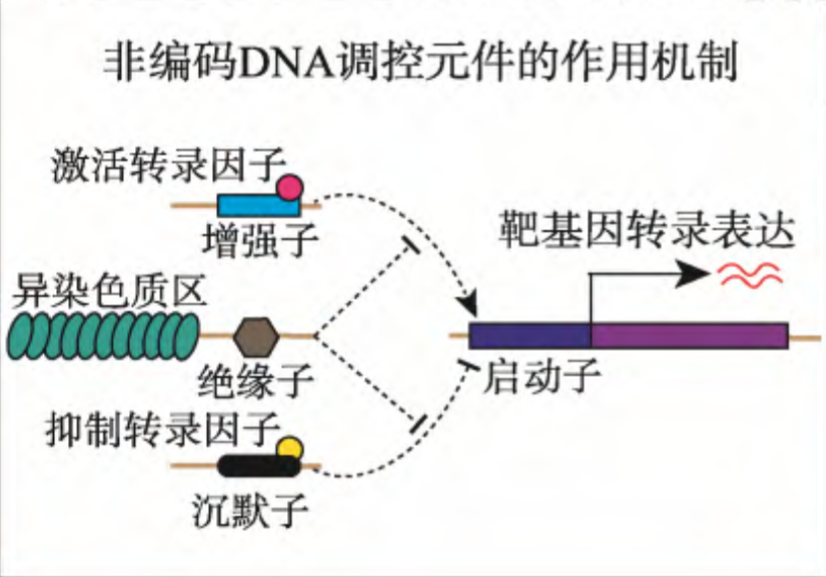 非编码DNA调控元件的作用机制
激活转录因子
增强子
靶基因转录表达
异染色质区
绝缘子
启动子
抑制转录因子
沉默子